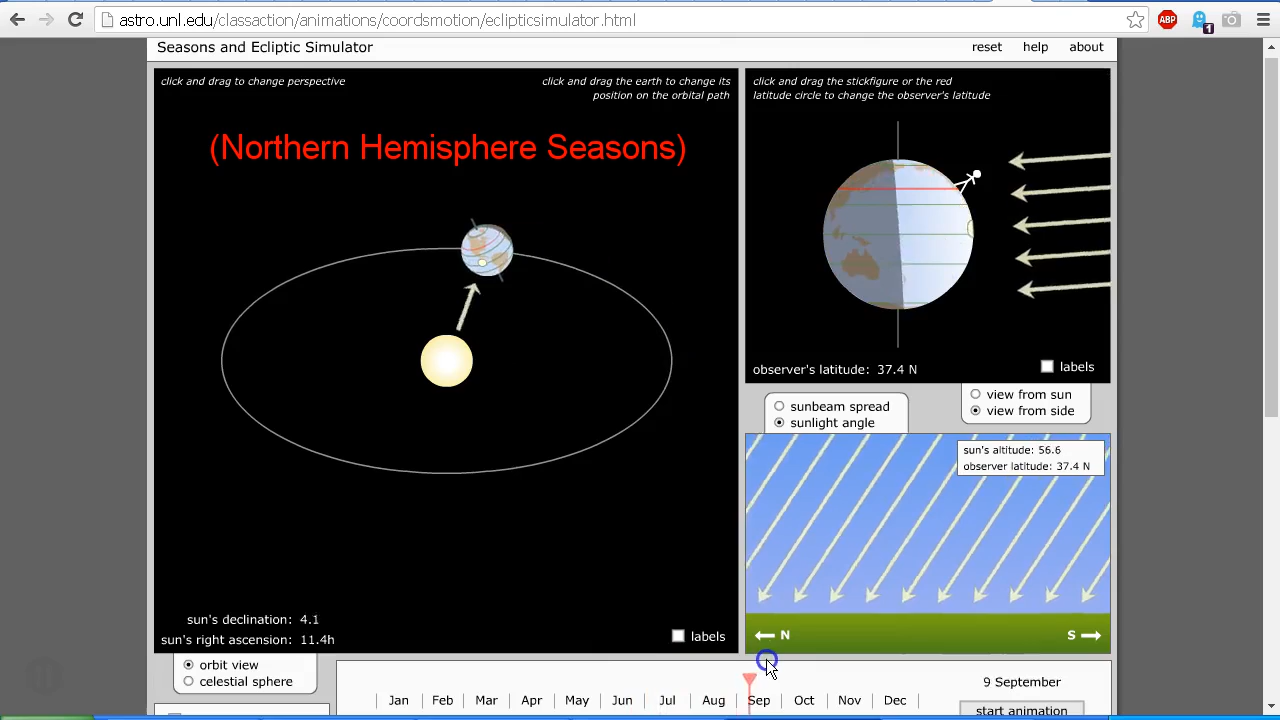 astro.unl.edu/classaction/animations/coordsmotion/eclipticsimulator.html
ABP
1
Seasons and Ecliptic Simulator
reset help about
click and drag to change perspective
click and drag the earth to change its
position on the orbital path
(Northern Hemisphere Seasons)
sun's declination: 4.1
sun's right ascension: 11.4h
labels
click and drag the stickfigure or the red
latitude circle to change the observer's latitude
observer's latitude: 37.4 N
labels
view from sun
view from side
sunbeam spread
sunlight angle
sun's altitude: 56.6
observer latitude: 37.4 N
N
S
orbit view
celestial sphere
Jan Feb Mar Apr May Jun Jul Aug Sep Oct Nov Dec
9 September
start animation